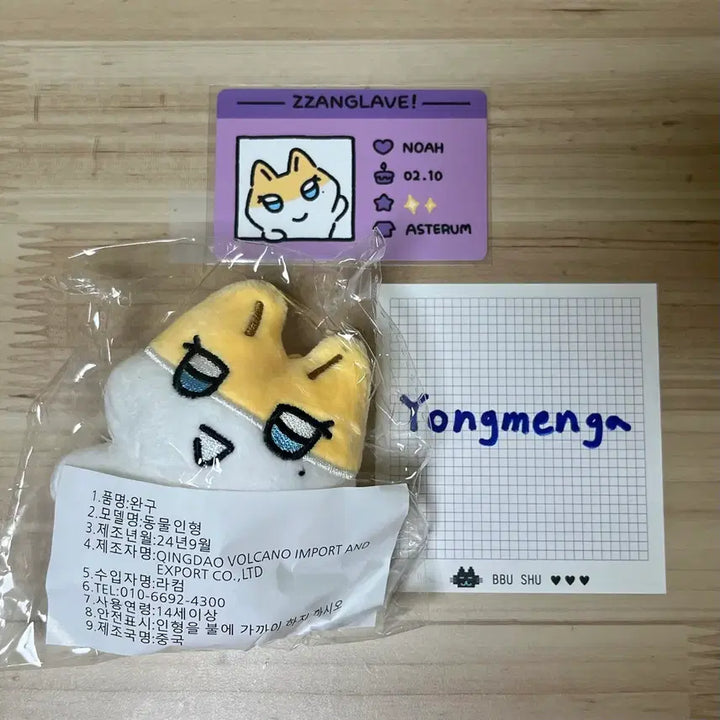 ZZANGLAVE!
NOAH
02.10
ASTERUM
Yongmenga
BBU SHU
1.품명:완구
2.모델명:동물인형
3.제조년월:24년9월
4.제조자명:QINGDAO VOLCANO IMPORT AND
EXPORT CO.,LTD
5.수입자명:라컴
6.TEL:010-6692-4300
7.사용연령:14세이상
8.안전표시:인형을 불에 가까이 하지 마시오
9.제조국명:중국